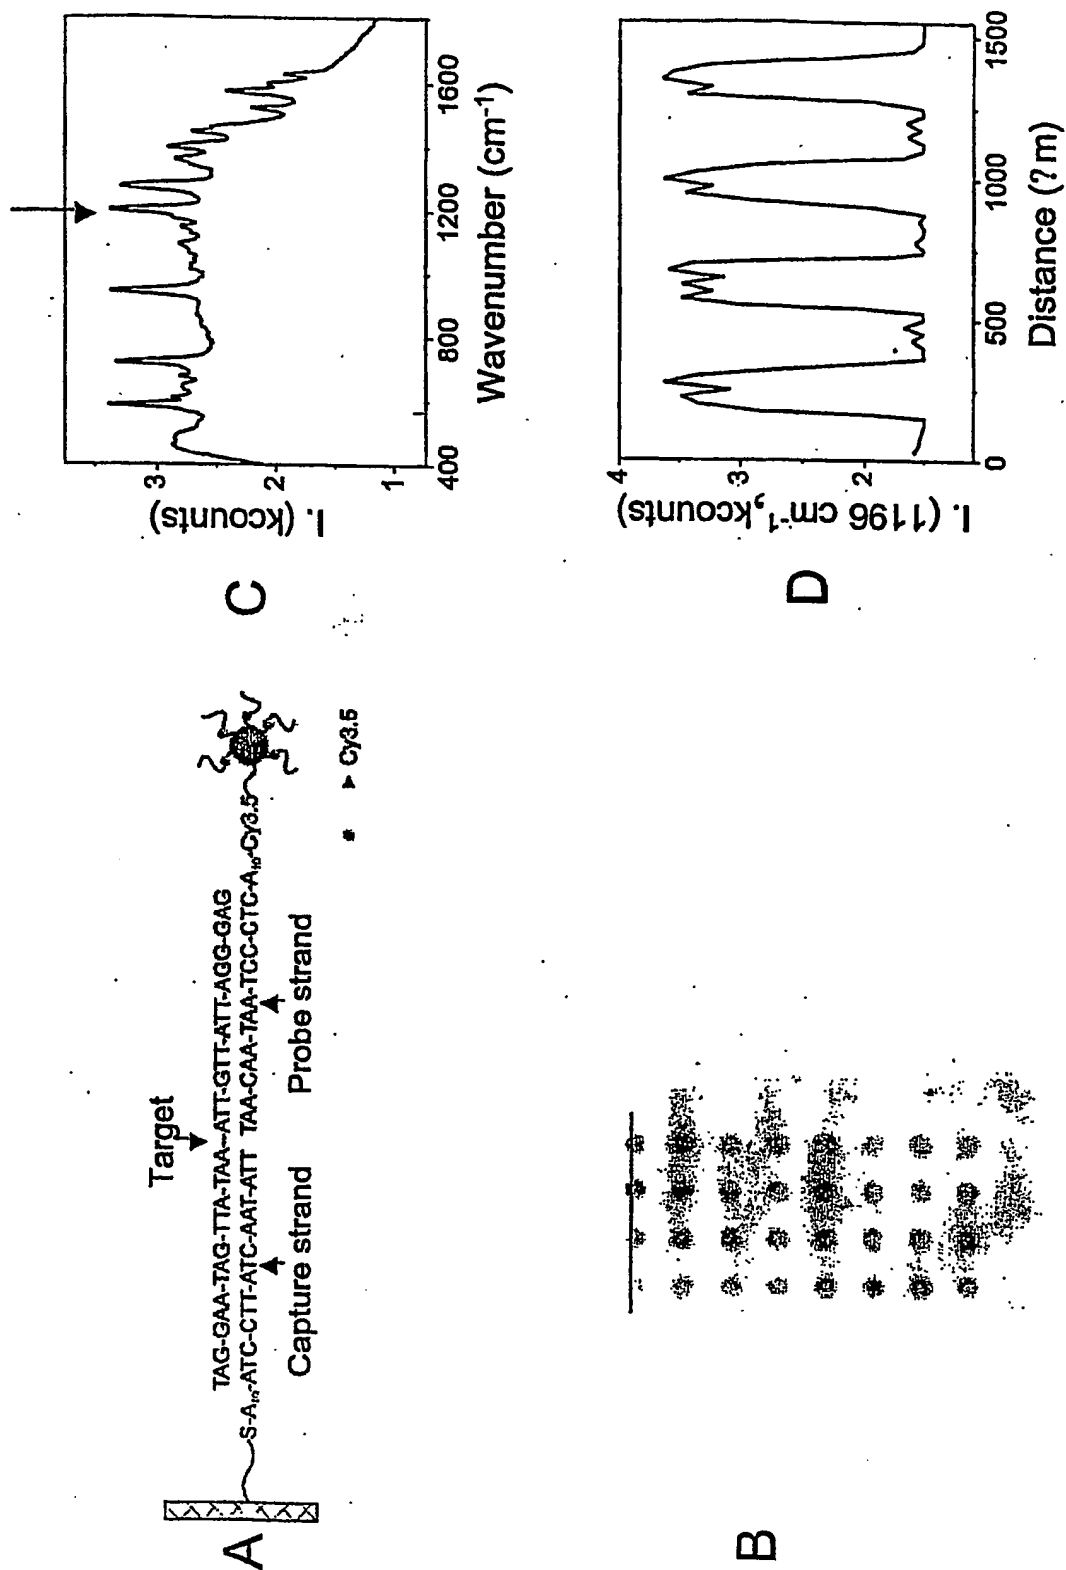 A
Target
TAG-GAA-TAG-TTA-TAA-ATT-GTT-ATT-AGG-GAG
S-A10-ATC-CTT-ATC-AAT-ATT TAA-CAA-TAA-TCC-CTC-A10-Cy3.5
Capture strand
Probe strand
* ➤ Cy3.5
B
C
I. (kcounts)
3
2
1
400
800
1200
1600
Wavenumber (cm⁻¹)
D
I. (1196 cm⁻¹,kcounts)
4
3
2
0
500
1000
1500
Distance (?m)